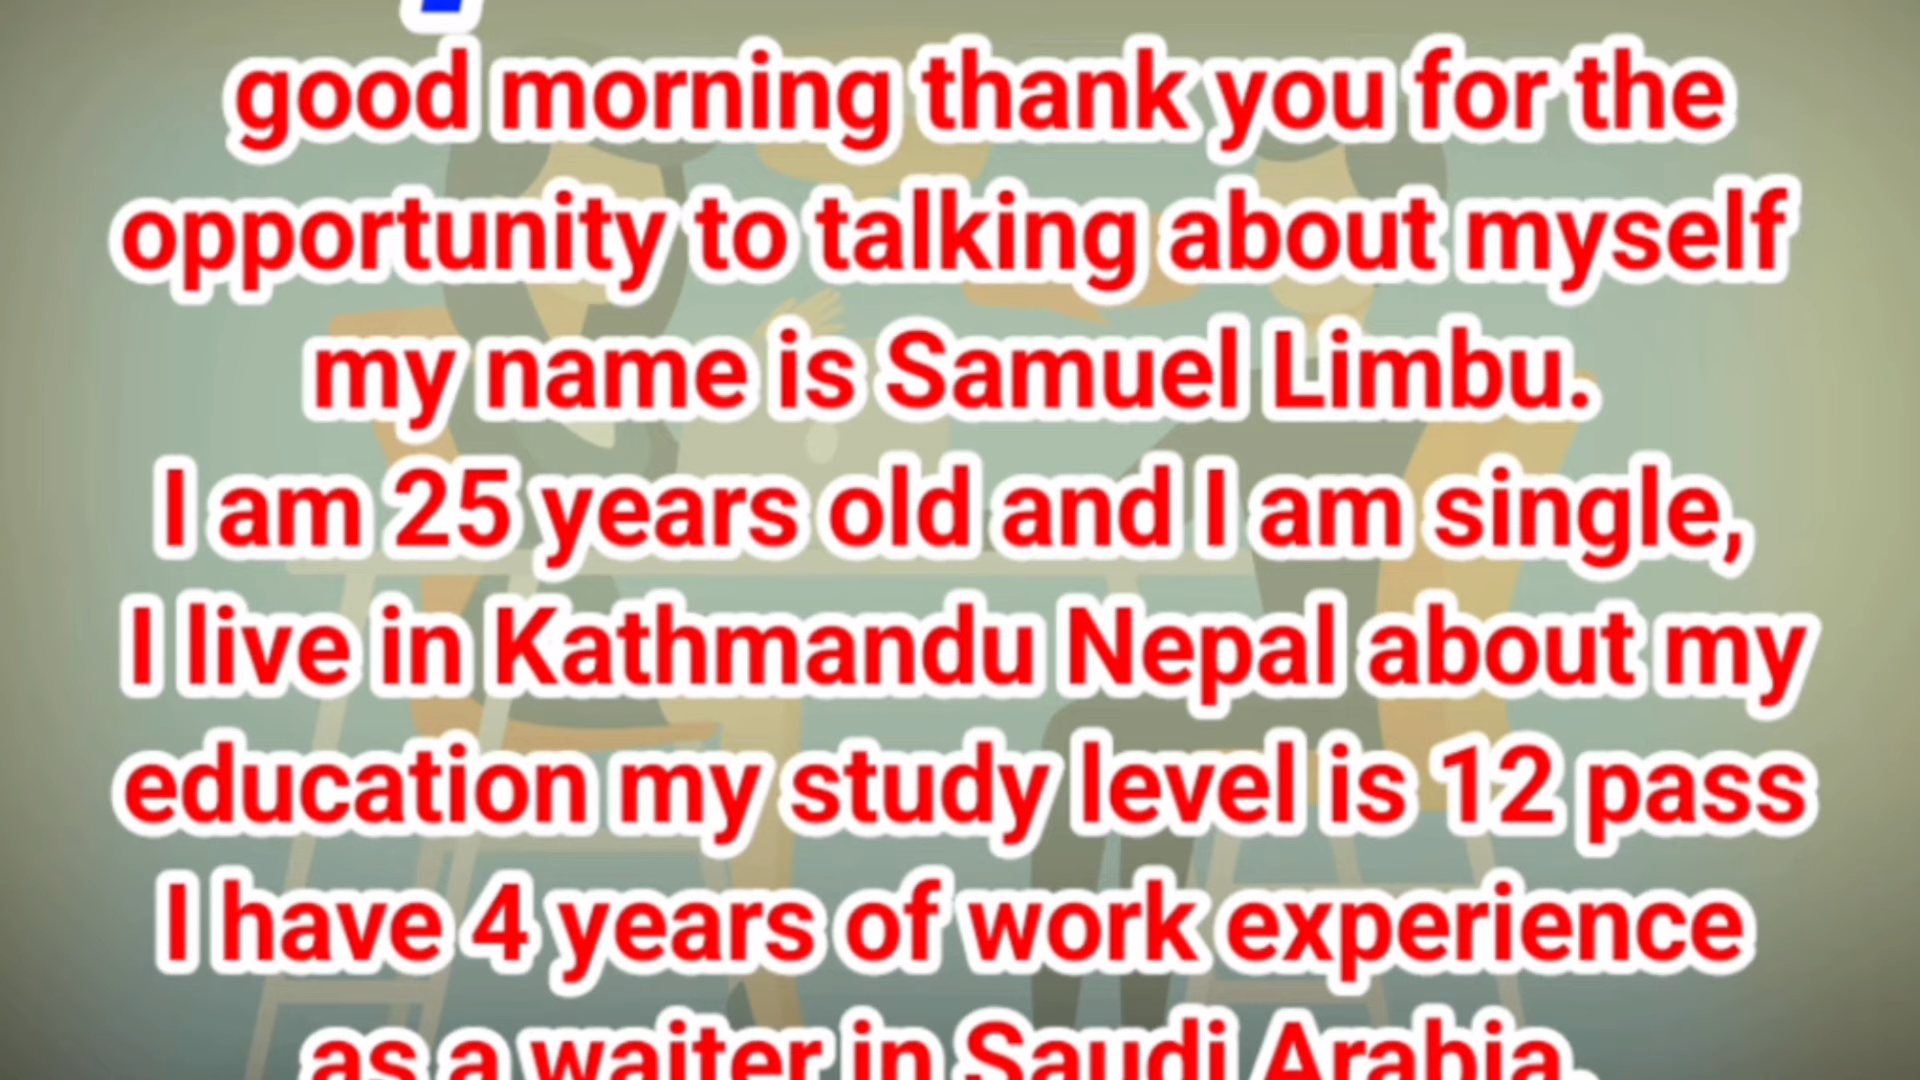 good morning thank you for the
opportunity to talking about myself
my name is Samuel Limbu.
I am 25 years old and I am single,
I live in Kathmandu Nepal about my
education my study level is 12 pass
I have 4 years of work experience
as a waiter in Saudi Arabia.